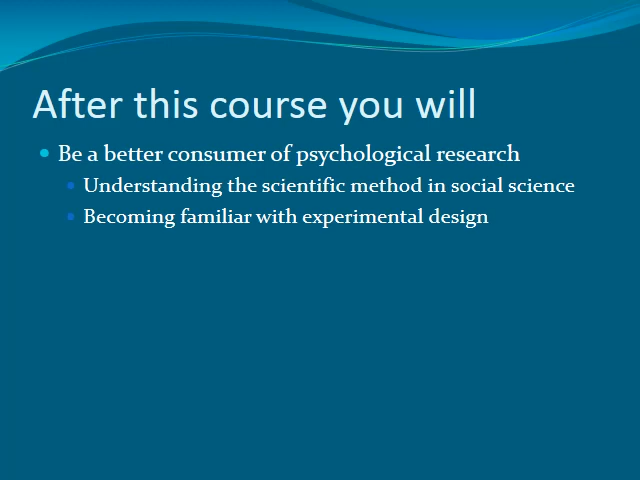 After this course you will
Be a better consumer of psychological research
Understanding the scientific method in social science
Becoming familiar with experimental design